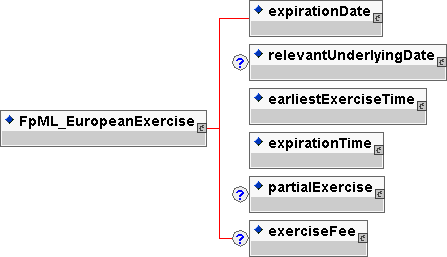 expirationDate
relevantUnderlyingDate
earliestExerciseTime
FpML_EuropeanExercise
expirationTime
partialExercise
exerciseFee